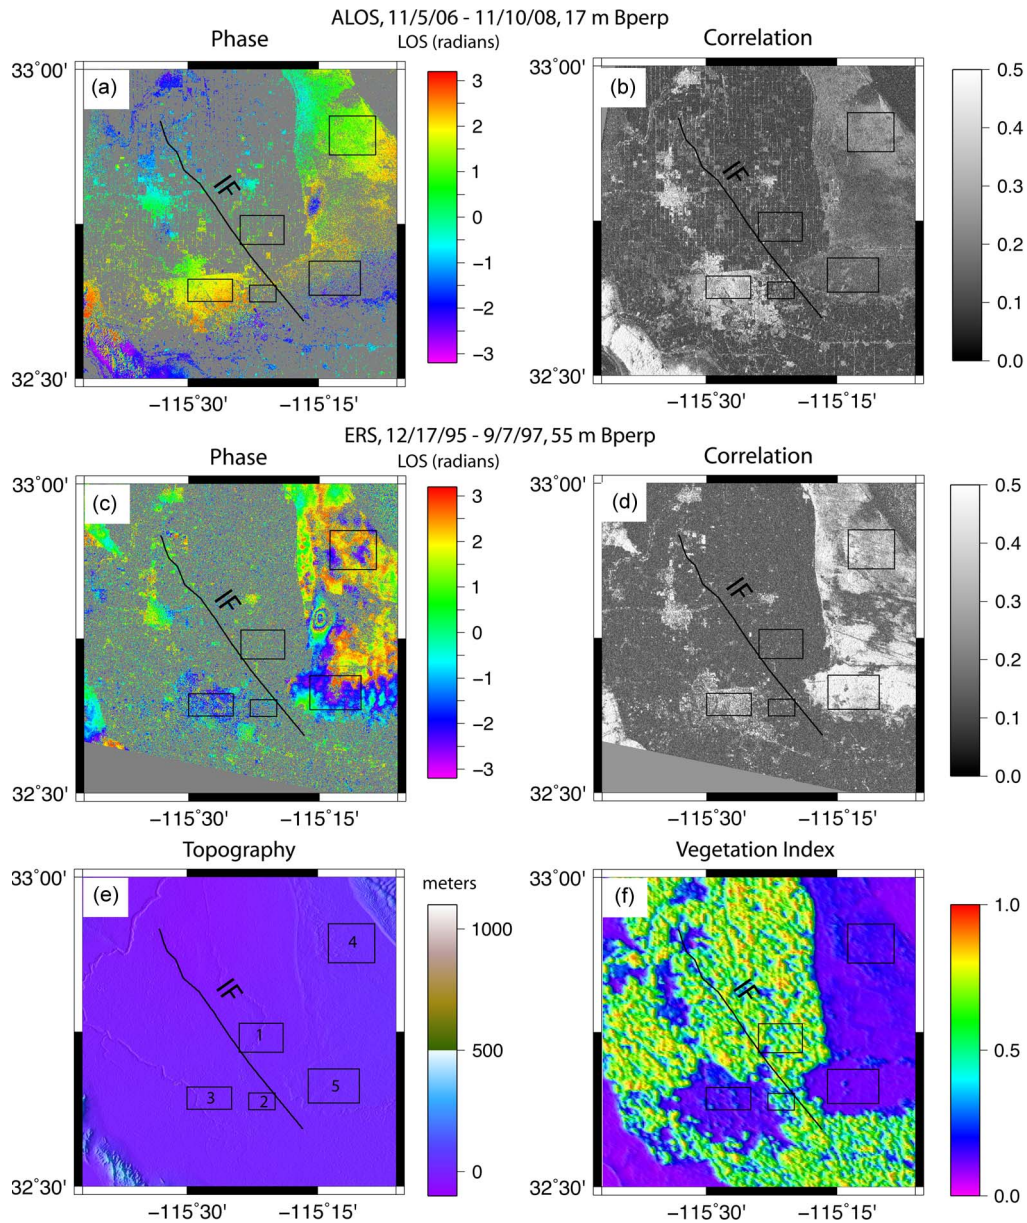 ALOS, 11/5/06 - 11/10/08, 17 m Bperp
Phase
LOS (radians)
Correlation
33°00'
32°30'
(a)
IF
−115°30'
−115°15'
3
2
1
0
−1
−2
−3
(b)
IF
33°00'
32°30'
−115°30'
−115°15'
0.5
0.4
0.3
0.2
0.1
0.0
ERS, 12/17/95 - 9/7/97, 55 m Bperp
Phase
LOS (radians)
Correlation
33°00'
32°30'
(c)
IF
−115°30'
−115°15'
3
2
1
0
−1
−2
−3
(d)
IF
33°00'
32°30'
−115°30'
−115°15'
0.5
0.4
0.3
0.2
0.1
0.0
Topography
meters
Vegetation Index
33°00'
32°30'
(e)
IF
4
1
5
3
2
−115°30'
−115°15'
1000
500
0
(f)
IF
33°00'
32°30'
−115°30'
−115°15'
1.0
0.5
0.0